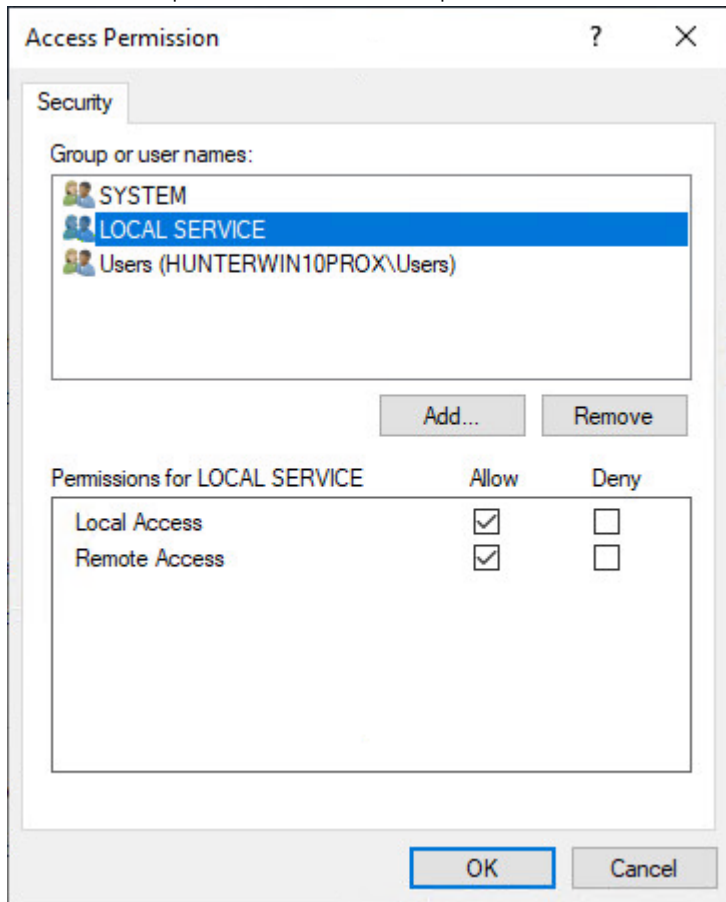 Access Permission
?
Security
Group or user names:
SYSTEM
LOCAL SERVICE
Users (HUNTERWIN10PROX\Users)
Add... Remove
Permissions for LOCAL SERVICE Allow Deny
Local Access
Remote Access
OK Cancel